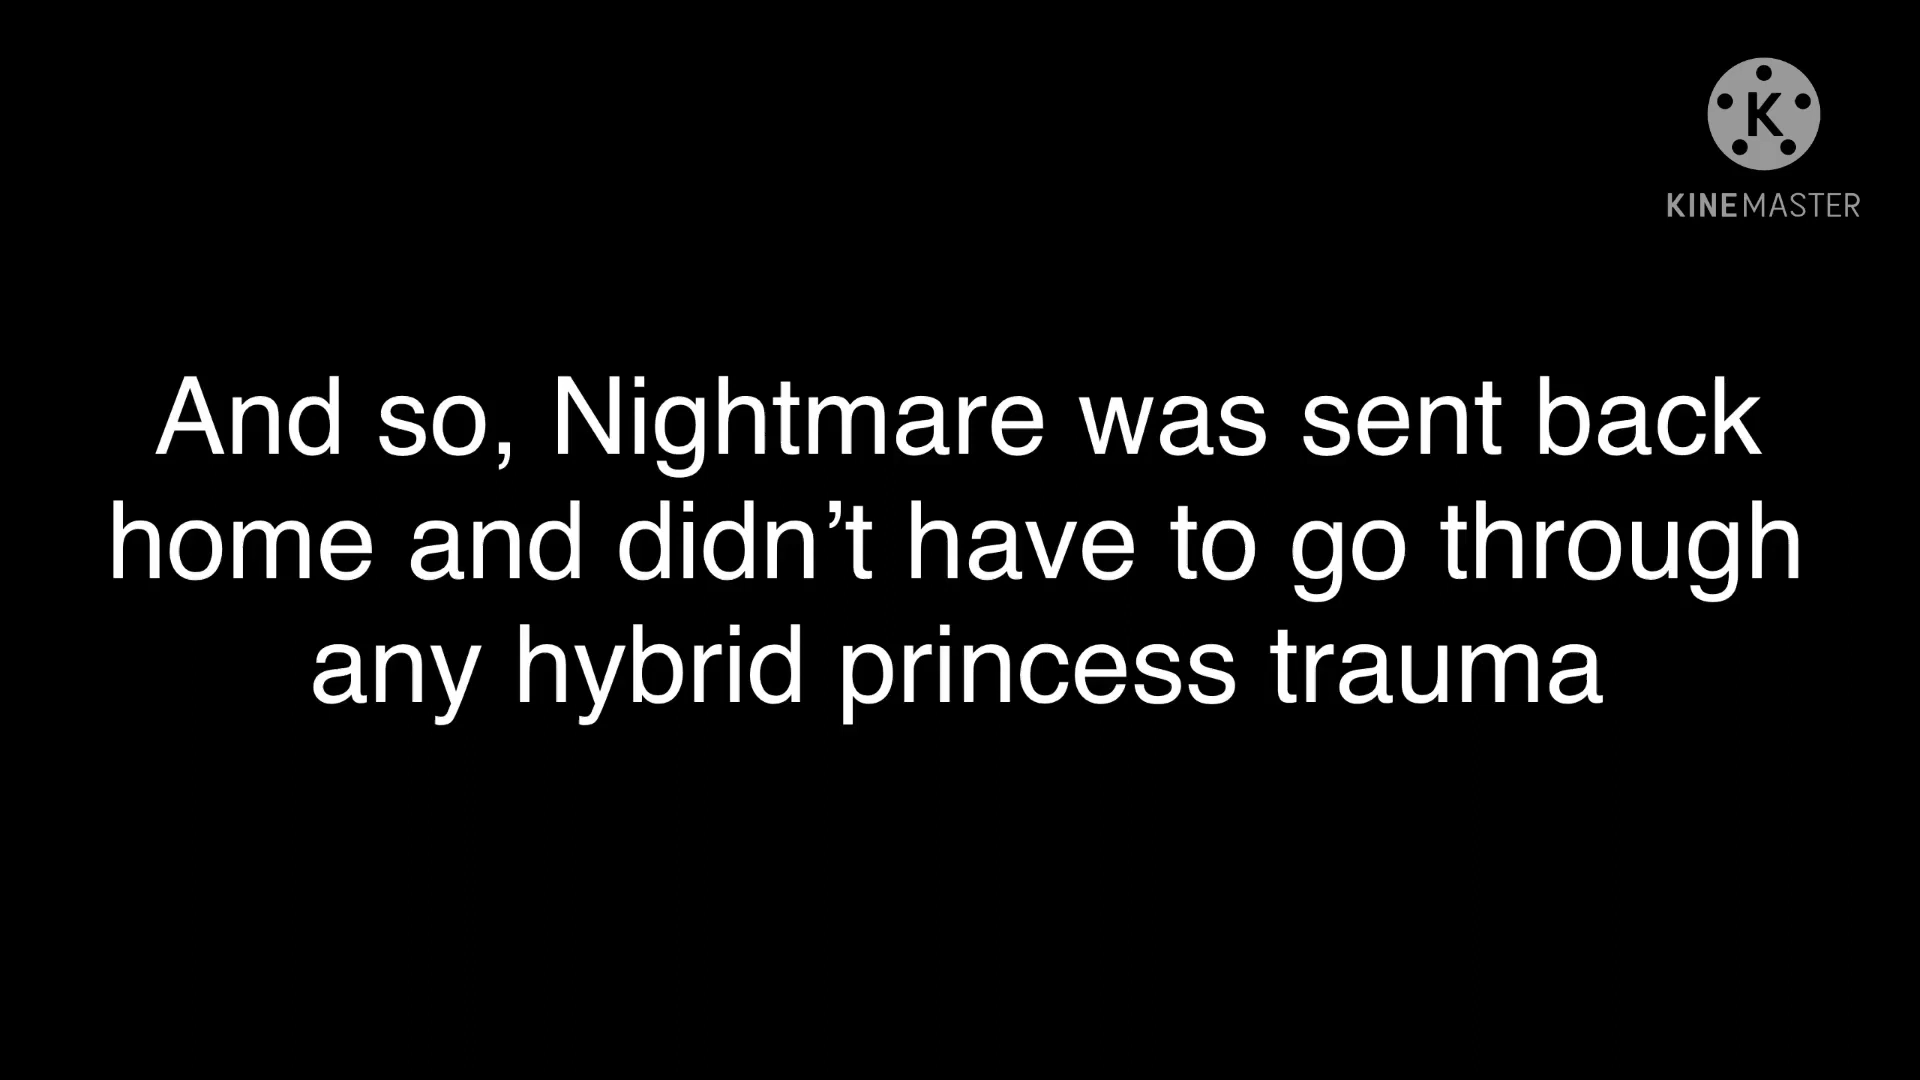 K
KINEMASTER
And so, Nightmare was sent back
home and didn’t have to go through
any hybrid princess trauma